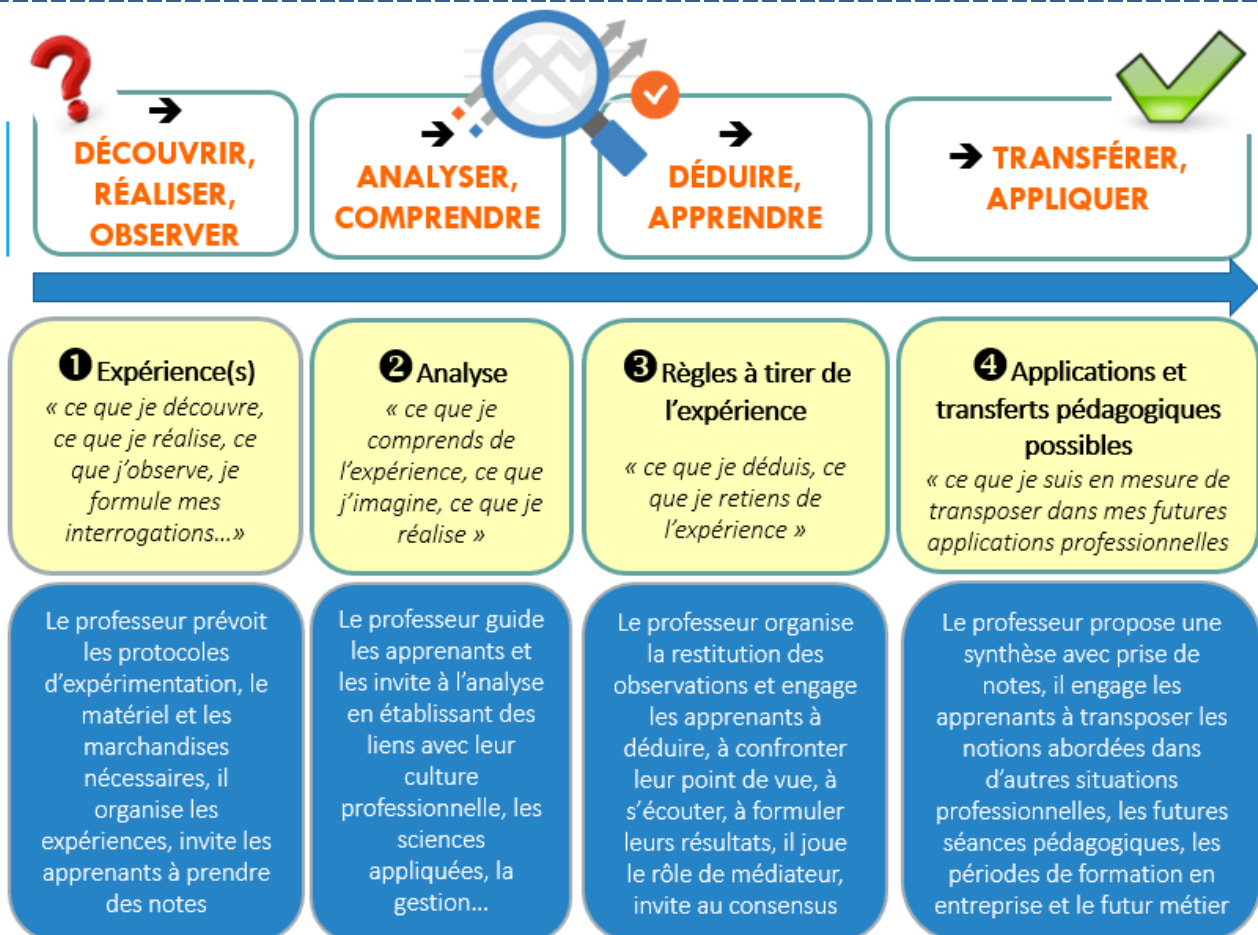 ➔
DÉCOUVRIR,
RÉALISER,
OBSERVER
➔
ANALYSER,
COMPRENDRE
➔
DÉDUIRE,
APPRENDRE
➔ TRANSFÉRER,
APPLIQUER
❶ Expérience(s)
« ce que je découvre,
ce que je réalise, ce
que j’observe, je
formule mes
interrogations…»
❷ Analyse
« ce que je
comprends de
l’expérience, ce que
j’imagine, ce que je
réalise »
❸ Règles à tirer de
l’expérience
« ce que je déduis, ce
que je retiens de
l’expérience »
❹ Applications et
transferts pédagogiques
possibles
« ce que je suis en mesure de
transposer dans mes futures
applications professionnelles
Le professeur prévoit
les protocoles
d’expérimentation, le
matériel et les
marchandises
nécessaires, il
organise les
expériences, invite les
apprenants à prendre
des notes
Le professeur guide
les apprenants et
les invite à l’analyse
en établissant des
liens avec leur
culture
professionnelle, les
sciences
appliquées, la
gestion…
Le professeur organise
la restitution des
observations et engage
les apprenants à
déduire, à confronter
leur point de vue, à
s’écouter, à formuler
leurs résultats, il joue
le rôle de médiateur,
invite au consensus
Le professeur propose une
synthèse avec prise de
notes, il engage les
apprenants à transposer les
notions abordées dans
d’autres situations
professionnelles, les futures
séances pédagogiques, les
périodes de formation en
entreprise et le futur métier